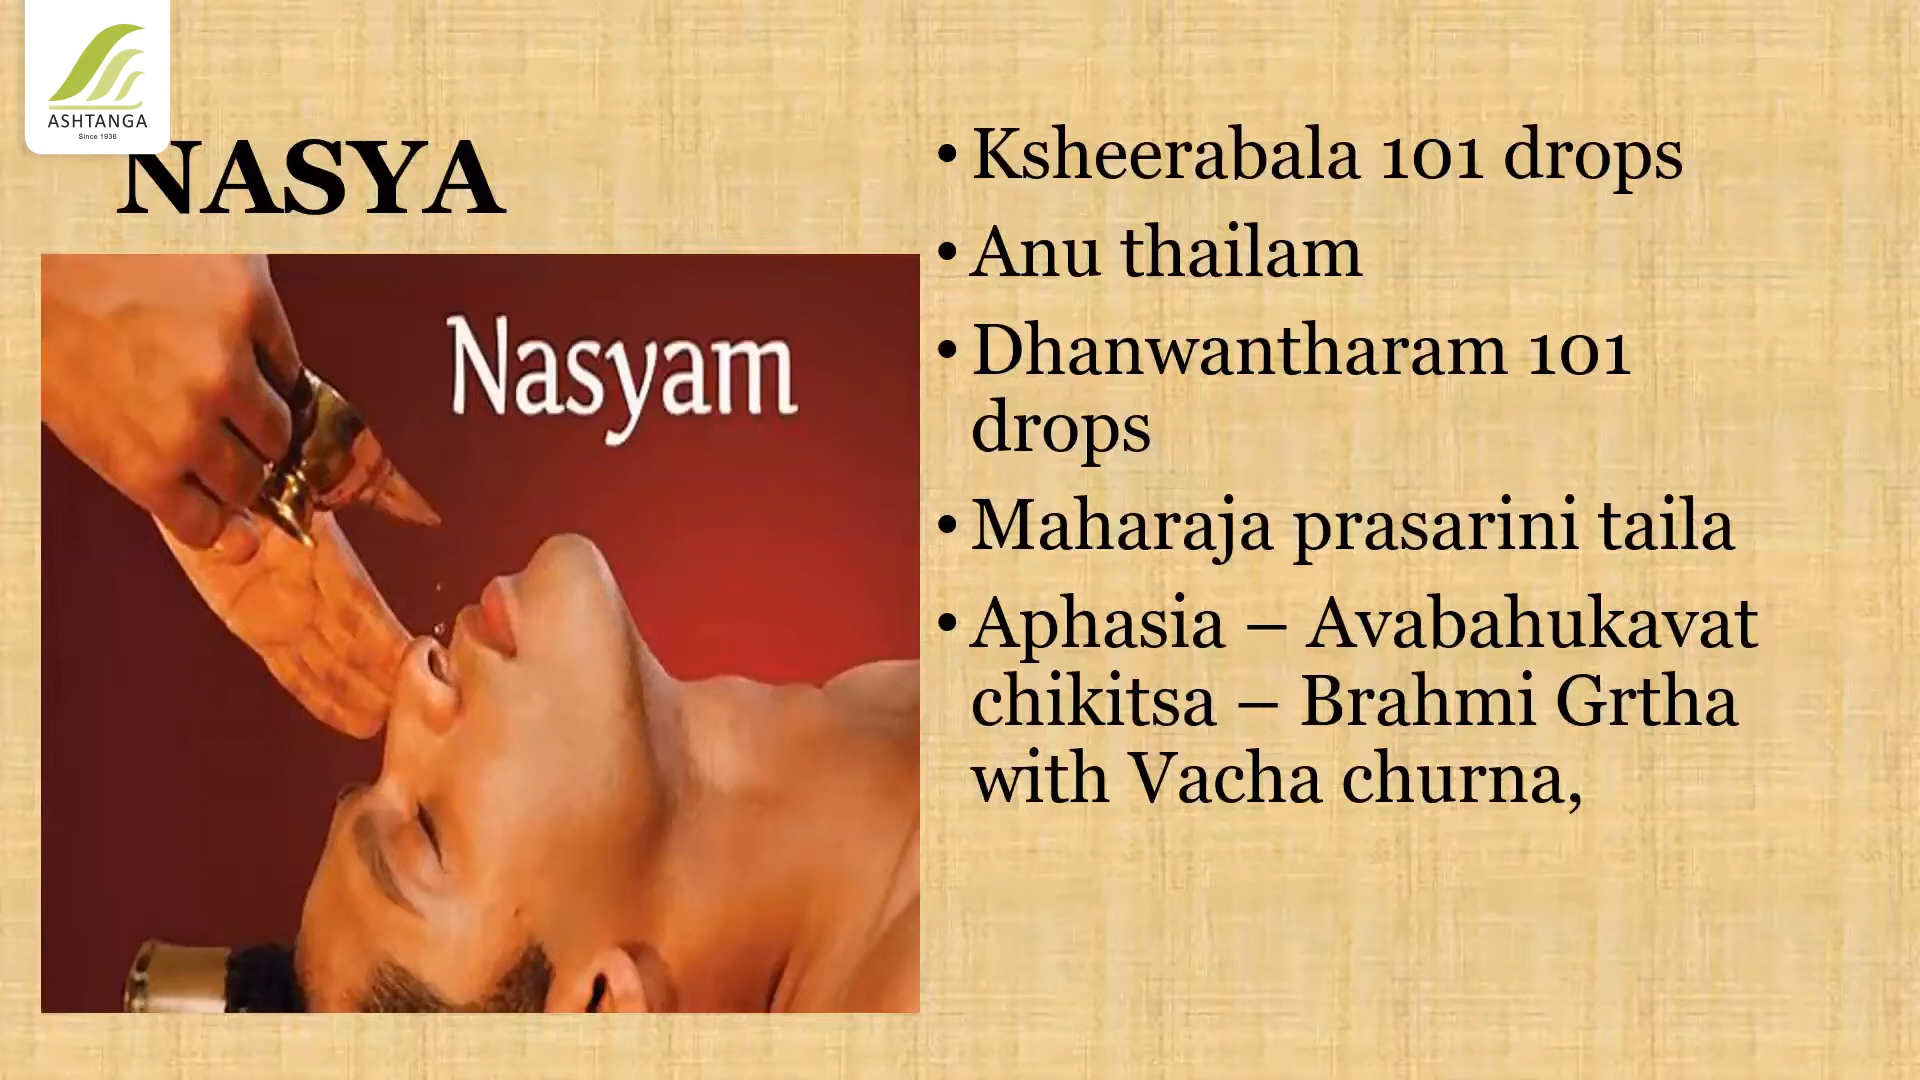 ASHTANGA
Since 1936
NASYA
Nasyam
• Ksheerabala 101 drops
• Anu thailam
• Dhanwantharam 101
drops
• Maharaja prasarini taila
• Aphasia – Avabahukavat
chikitsa – Brahmi Grtha
with Vacha churna,